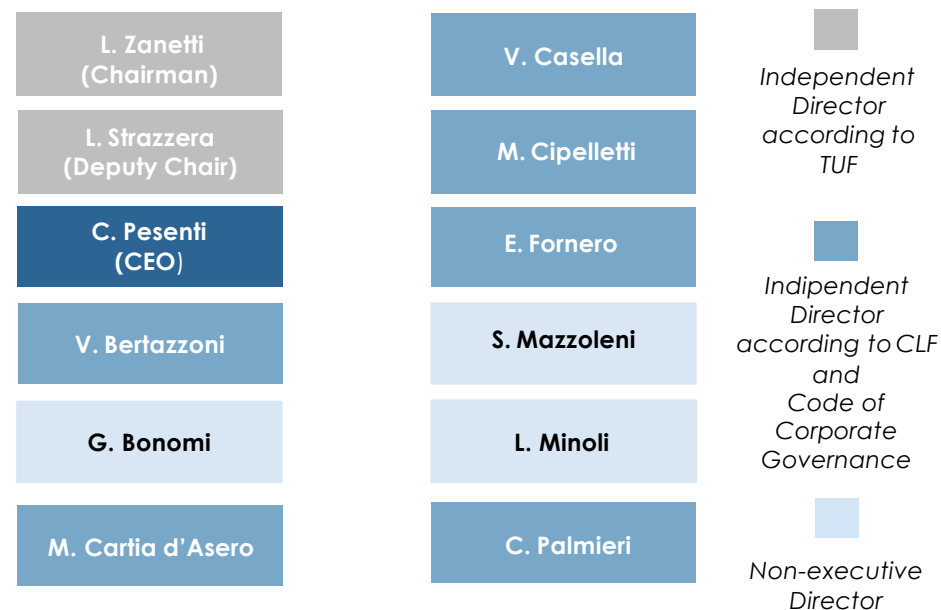 L. Zanetti
(Chairman)
L. Strazzera
(Deputy Chair)
C. Pesenti
(CEO)
V. Bertazzoni
G. Bonomi
M. Cartia d’Asero
V. Casella
M. Cipelletti
E. Fornero
S. Mazzoleni
L. Minoli
C. Palmieri
Independent
Director
according to
TUF
Indipendent
Director
according to CLF
and
Code of
Corporate
Governance
Non-executive
Director